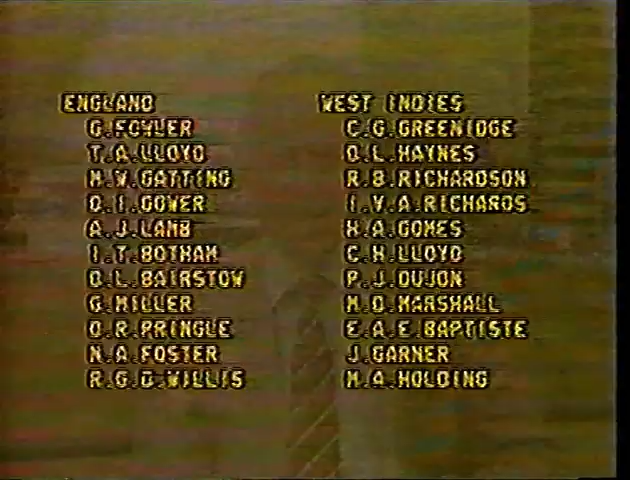 ENGLAND
G.FOWLER
T.A.LLOYD
M.W.GATTING
D.I.GOWER
A.J.LAMB
I.T.BOTHAM
D.L.BAIRSTOW
G.MILLER
D.R.PRINGLE
N.A.FOSTER
R.G.D.WILLIS
WEST INDIES
C.G.GREENIDGE
D.L.HAYNES
R.B.RICHARDSON
I.V.A.RICHARDS
H.A.GOMES
C.H.LLOYD
P.J.DUJON
M.D.MARSHALL
E.A.E.BAPTISTE
J.GARNER
M.A.HOLDING